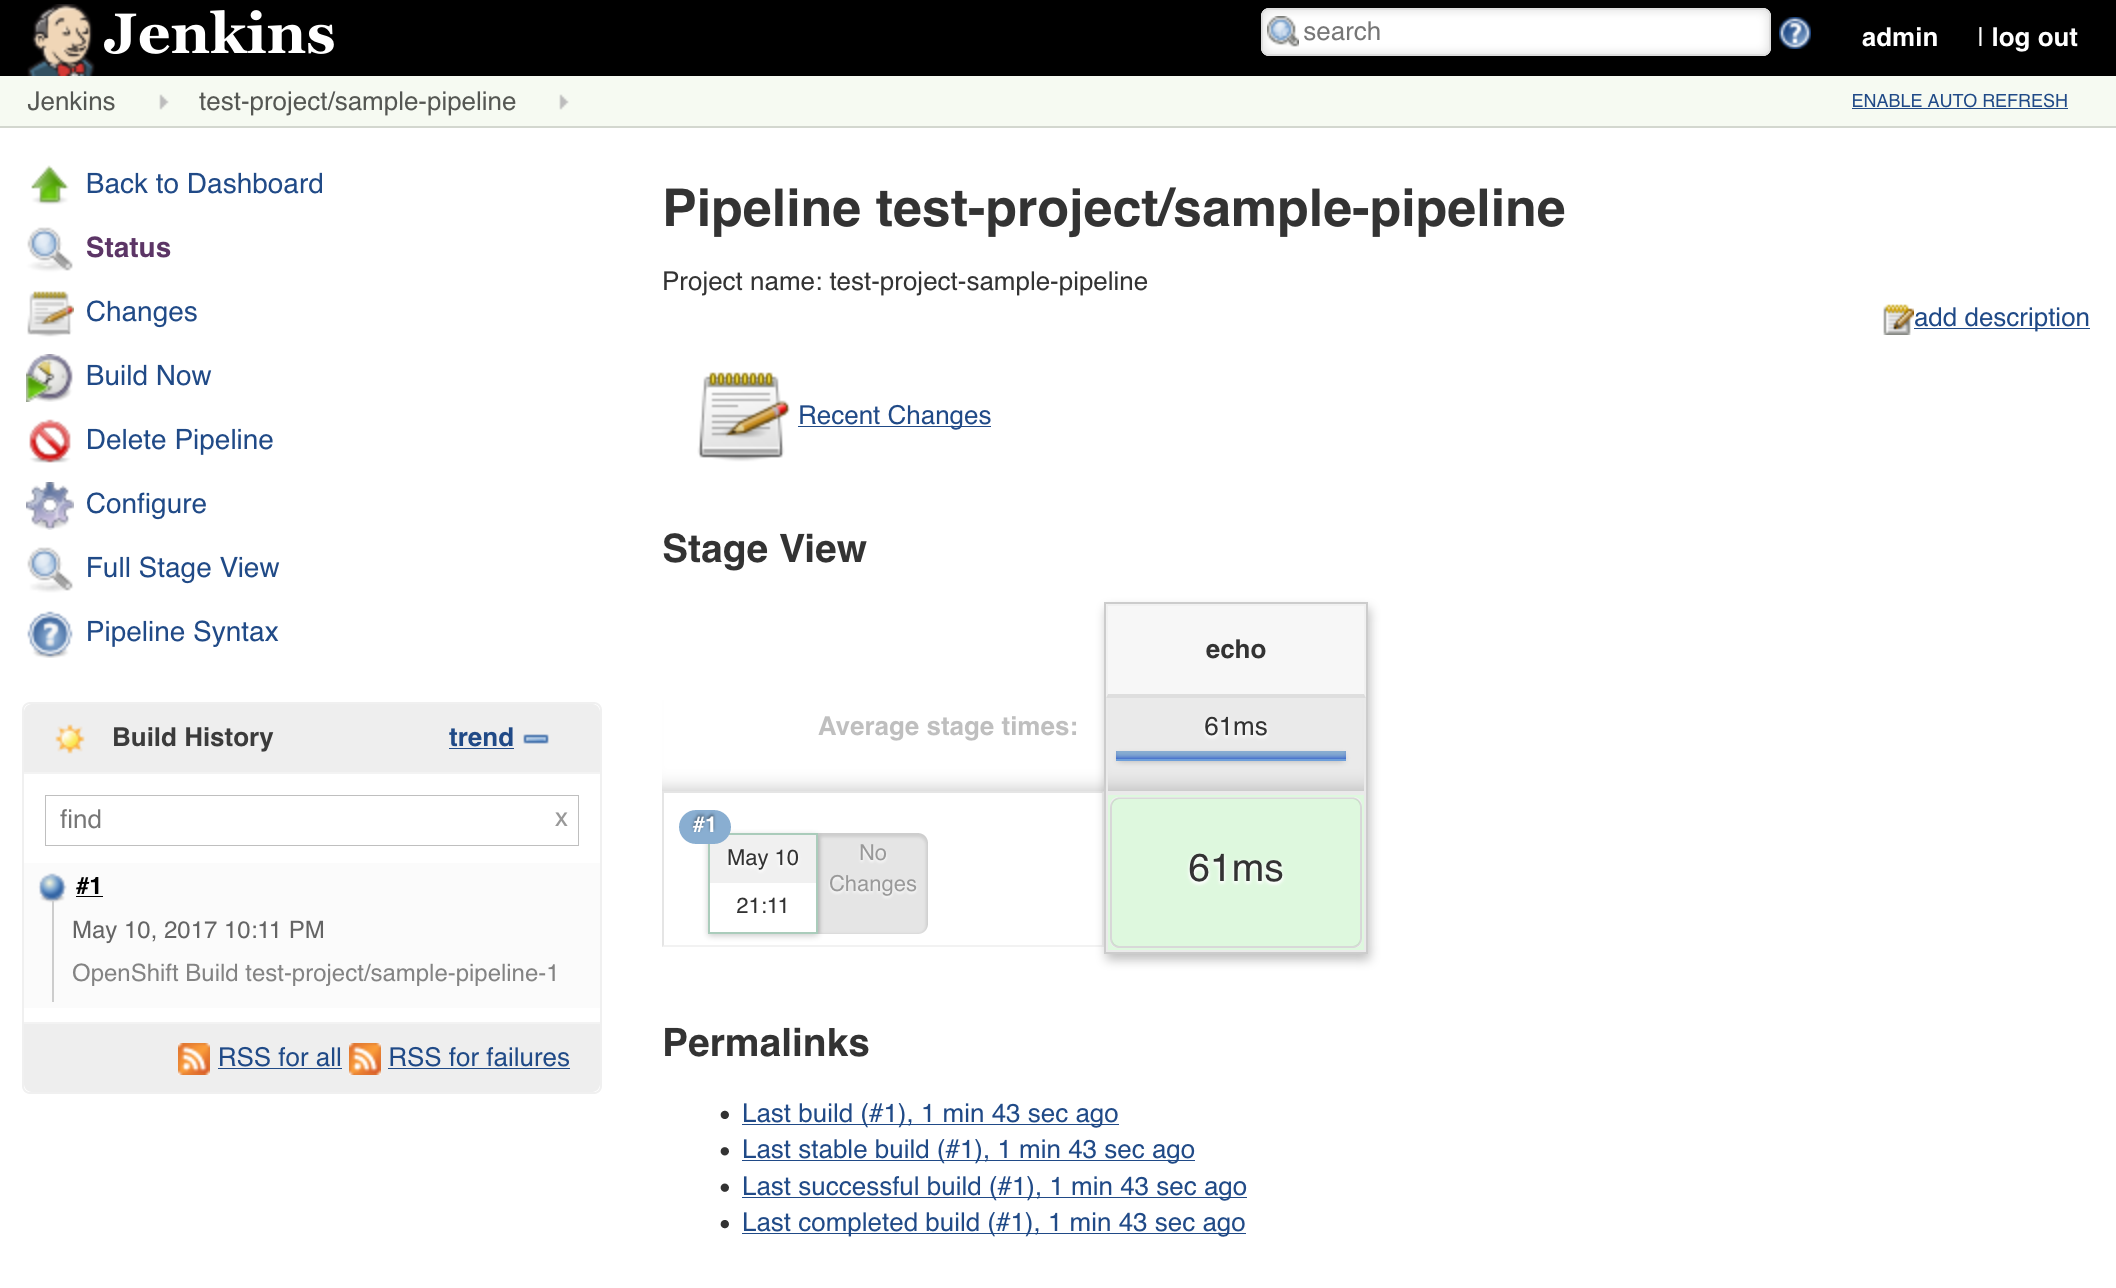 Jenkins
search
admin
| log out
Jenkins
test-project/sample-pipeline
ENABLE AUTO REFRESH
Back to Dashboard
Status
Changes
Build Now
Delete Pipeline
Configure
Full Stage View
Pipeline Syntax
Build History
trend
find
x
#1
May 10, 2017 10:11 PM
OpenShift Build test-project/sample-pipeline-1
RSS for all
RSS for failures
Pipeline test-project/sample-pipeline
Project name: test-project-sample-pipeline
add description
Recent Changes
Stage View
echo
Average stage times:
61ms
#1
May 10
21:11
No
Changes
61ms
Permalinks
Last build (#1), 1 min 43 sec ago
Last stable build (#1), 1 min 43 sec ago
Last successful build (#1), 1 min 43 sec ago
Last completed build (#1), 1 min 43 sec ago